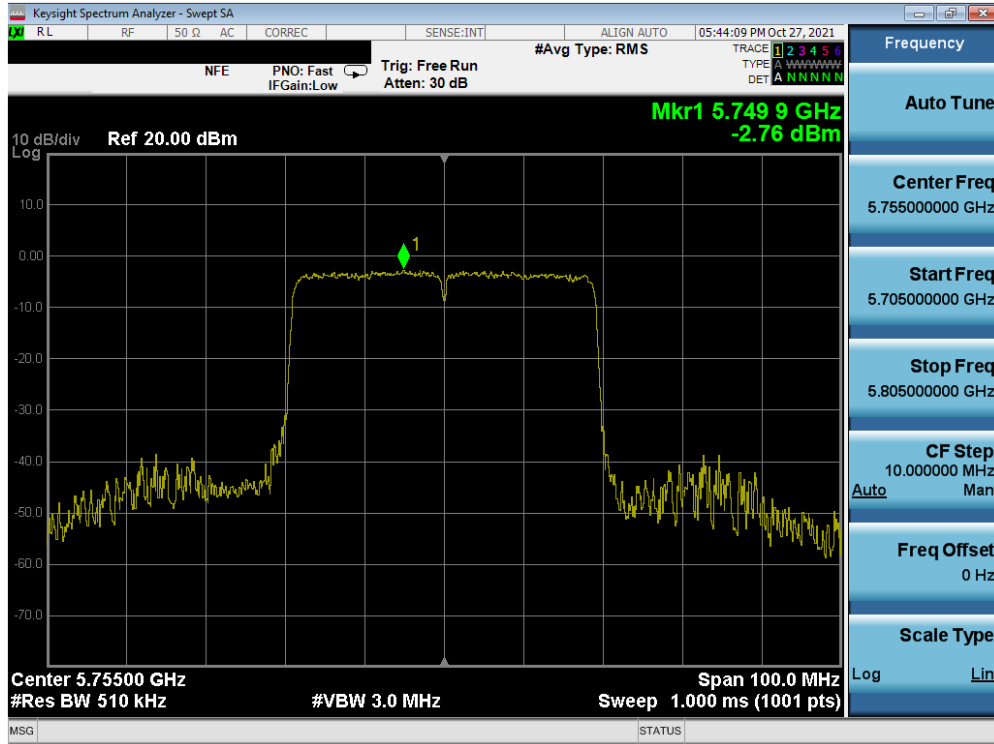 Keysight Spectrum Analyzer - Swept SA
LXI RL RF 50 Ω AC CORREC SENSE:INT ALIGN AUTO 05:44:09 PM Oct 27, 2021
NFE PNO: Fast Trig: Free Run #Avg Type: RMS TRACE 1 2 3 4 5 6
IFGain:Low Atten: 30 dB TYPE A WWWWW
DET A N N N N N
Mkr1 5.749 9 GHz
-2.76 dBm
10 dB/div Ref 20.00 dBm
Log
10.0
1
0.00
-10.0
-20.0
-30.0
-40.0
-50.0
-60.0
-70.0
Center 5.75500 GHz Span 100.0 MHz
#Res BW 510 kHz #VBW 3.0 MHz Sweep 1.000 ms (1001 pts)
MSG STATUS
Frequency
Auto Tune
Center Freq
5.755000000 GHz
Start Freq
5.705000000 GHz
Stop Freq
5.805000000 GHz
CF Step
10.000000 MHz
Auto Man
Freq Offset
0 Hz
Scale Type
Log Lin